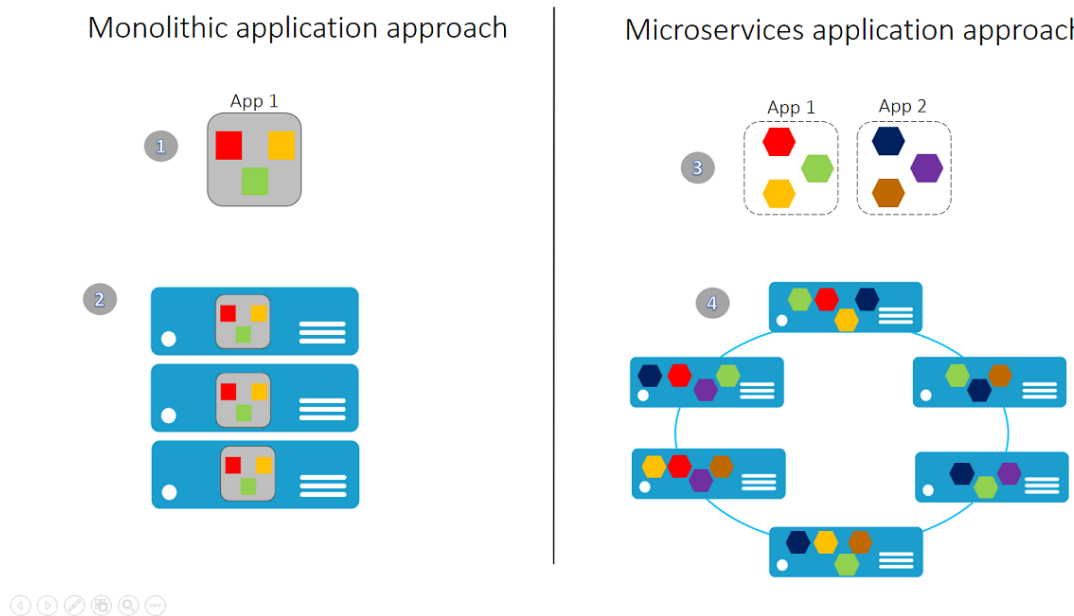 Monolithic application approach
App 1
1
2
Microservices application approach
App 1
App 2
3
4